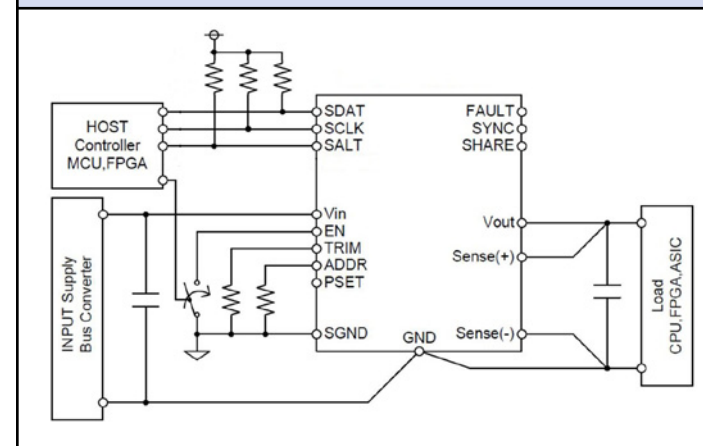 HOST
Controller
MCU,FPGA
SDAT
SCLK
SALT
FAULT
SYNC
SHARE
INPUT Supply
Bus Converter
Vin
EN
TRIM
ADDR
PSET
SGND
GND
Vout
Sense(+)
Sense(-)
Load
CPU,FPGA,ASIC